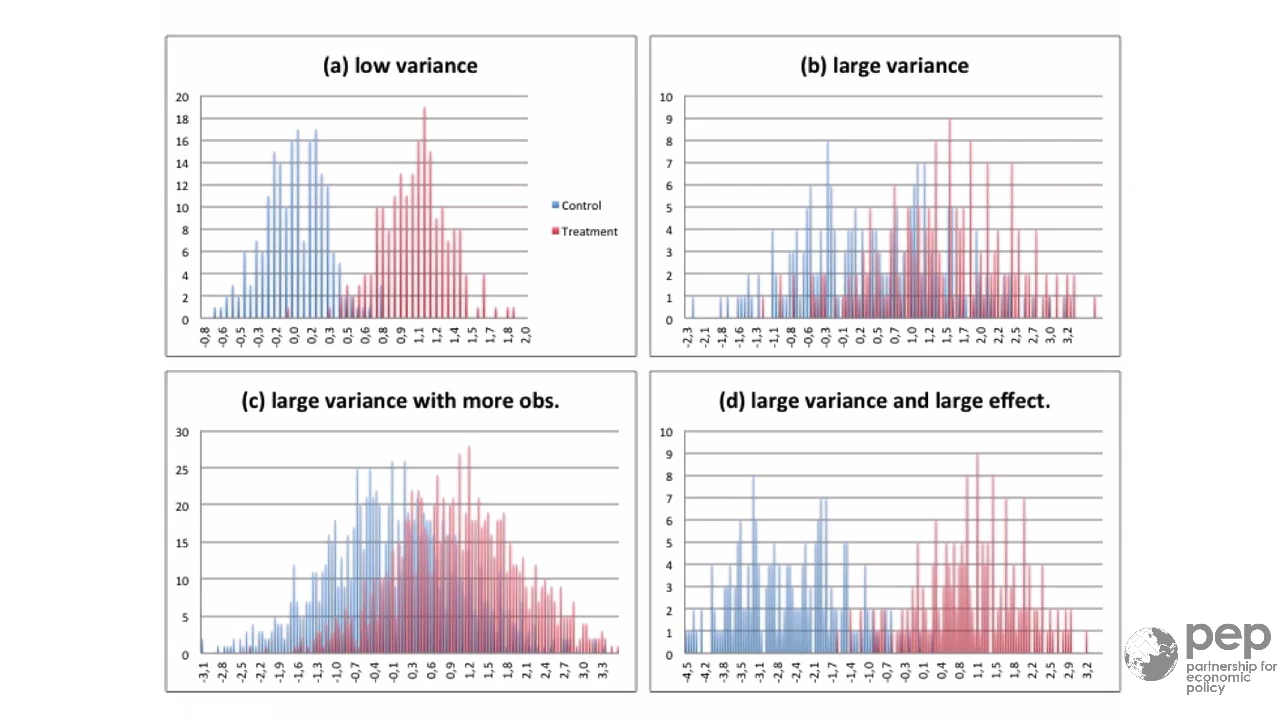 (a) low variance
20
18
16
14
12
10
8
6
4
2
0
-0,8 -0,6 -0,5 -0,3 -0,2 0,0 0,2 0,3 0,5 0,6 0,8 0,9 1,1 1,2 1,4 1,5 1,7 1,8 2,0
Control
Treatment
(b) large variance
10
9
8
7
6
5
4
3
2
1
0
-2,3 -2,1 -1,8 -1,6 -1,3 -1,1 -0,8 -0,6 -0,3 -0,1 0,2 0,5 0,7 1,0 1,2 1,5 1,7 2,0 2,2 2,5 2,7 3,0 3,2
(c) large variance with more obs.
30
25
20
15
10
5
0
-3,1 -2,8 -2,5 -2,2 -1,9 -1,6 -1,3 -1,0 -0,7 -0,4 -0,1 0,3 0,6 0,9 1,2 1,5 1,8 2,1 2,4 2,7 3,0 3,3
(d) large variance and large effect.
10
9
8
7
6
5
4
3
2
1
0
-4,5 -4,2 -3,8 -3,5 -3,1 -2,8 -2,4 -2,1 -1,7 -1,4 -1,0 -0,7 -0,3 0,1 0,4 0,8 1,1 1,5 1,8 2,2 2,5 2,9 3,2
pep
partnership for
economic
policy